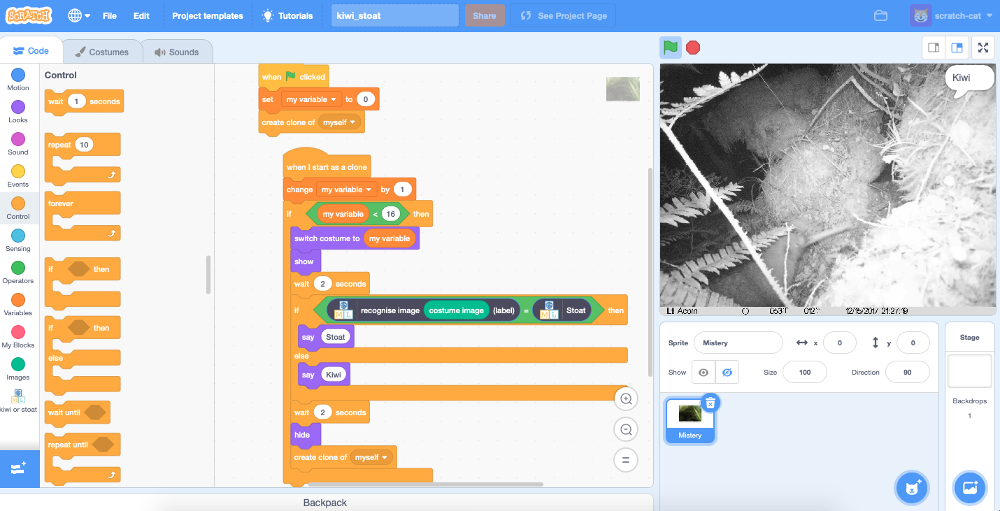 SCRATCH
File
Edit
Project templates
Tutorials
kiwi_stoat
Share
See Project Page
scratch-cat
Code
Costumes
Sounds
Motion
Looks
Sound
Events
Control
Sensing
Operators
Variables
My Blocks
Images
M L
kiwi or stoat
Control
wait 1 seconds
repeat 10
forever
if then
if then
else
wait until
repeat until
when clicked
set my variable to 0
create clone of myself
when I start as a clone
change my variable by 1
if my variable < 16 then
switch costume to my variable
show
wait 2 seconds
if M L recognise image costume image (label) = M L Stoat then
say Stoat
else
say Kiwi
wait 2 seconds
hide
create clone of myself
Backpack
Kiwi
Ltl Acorn 053°F 012°C 12/15/2017 21:27:19
Sprite Mistery x 0 y 0
Show Size 100 Direction 90
Mistery
Stage
Backdrops
1